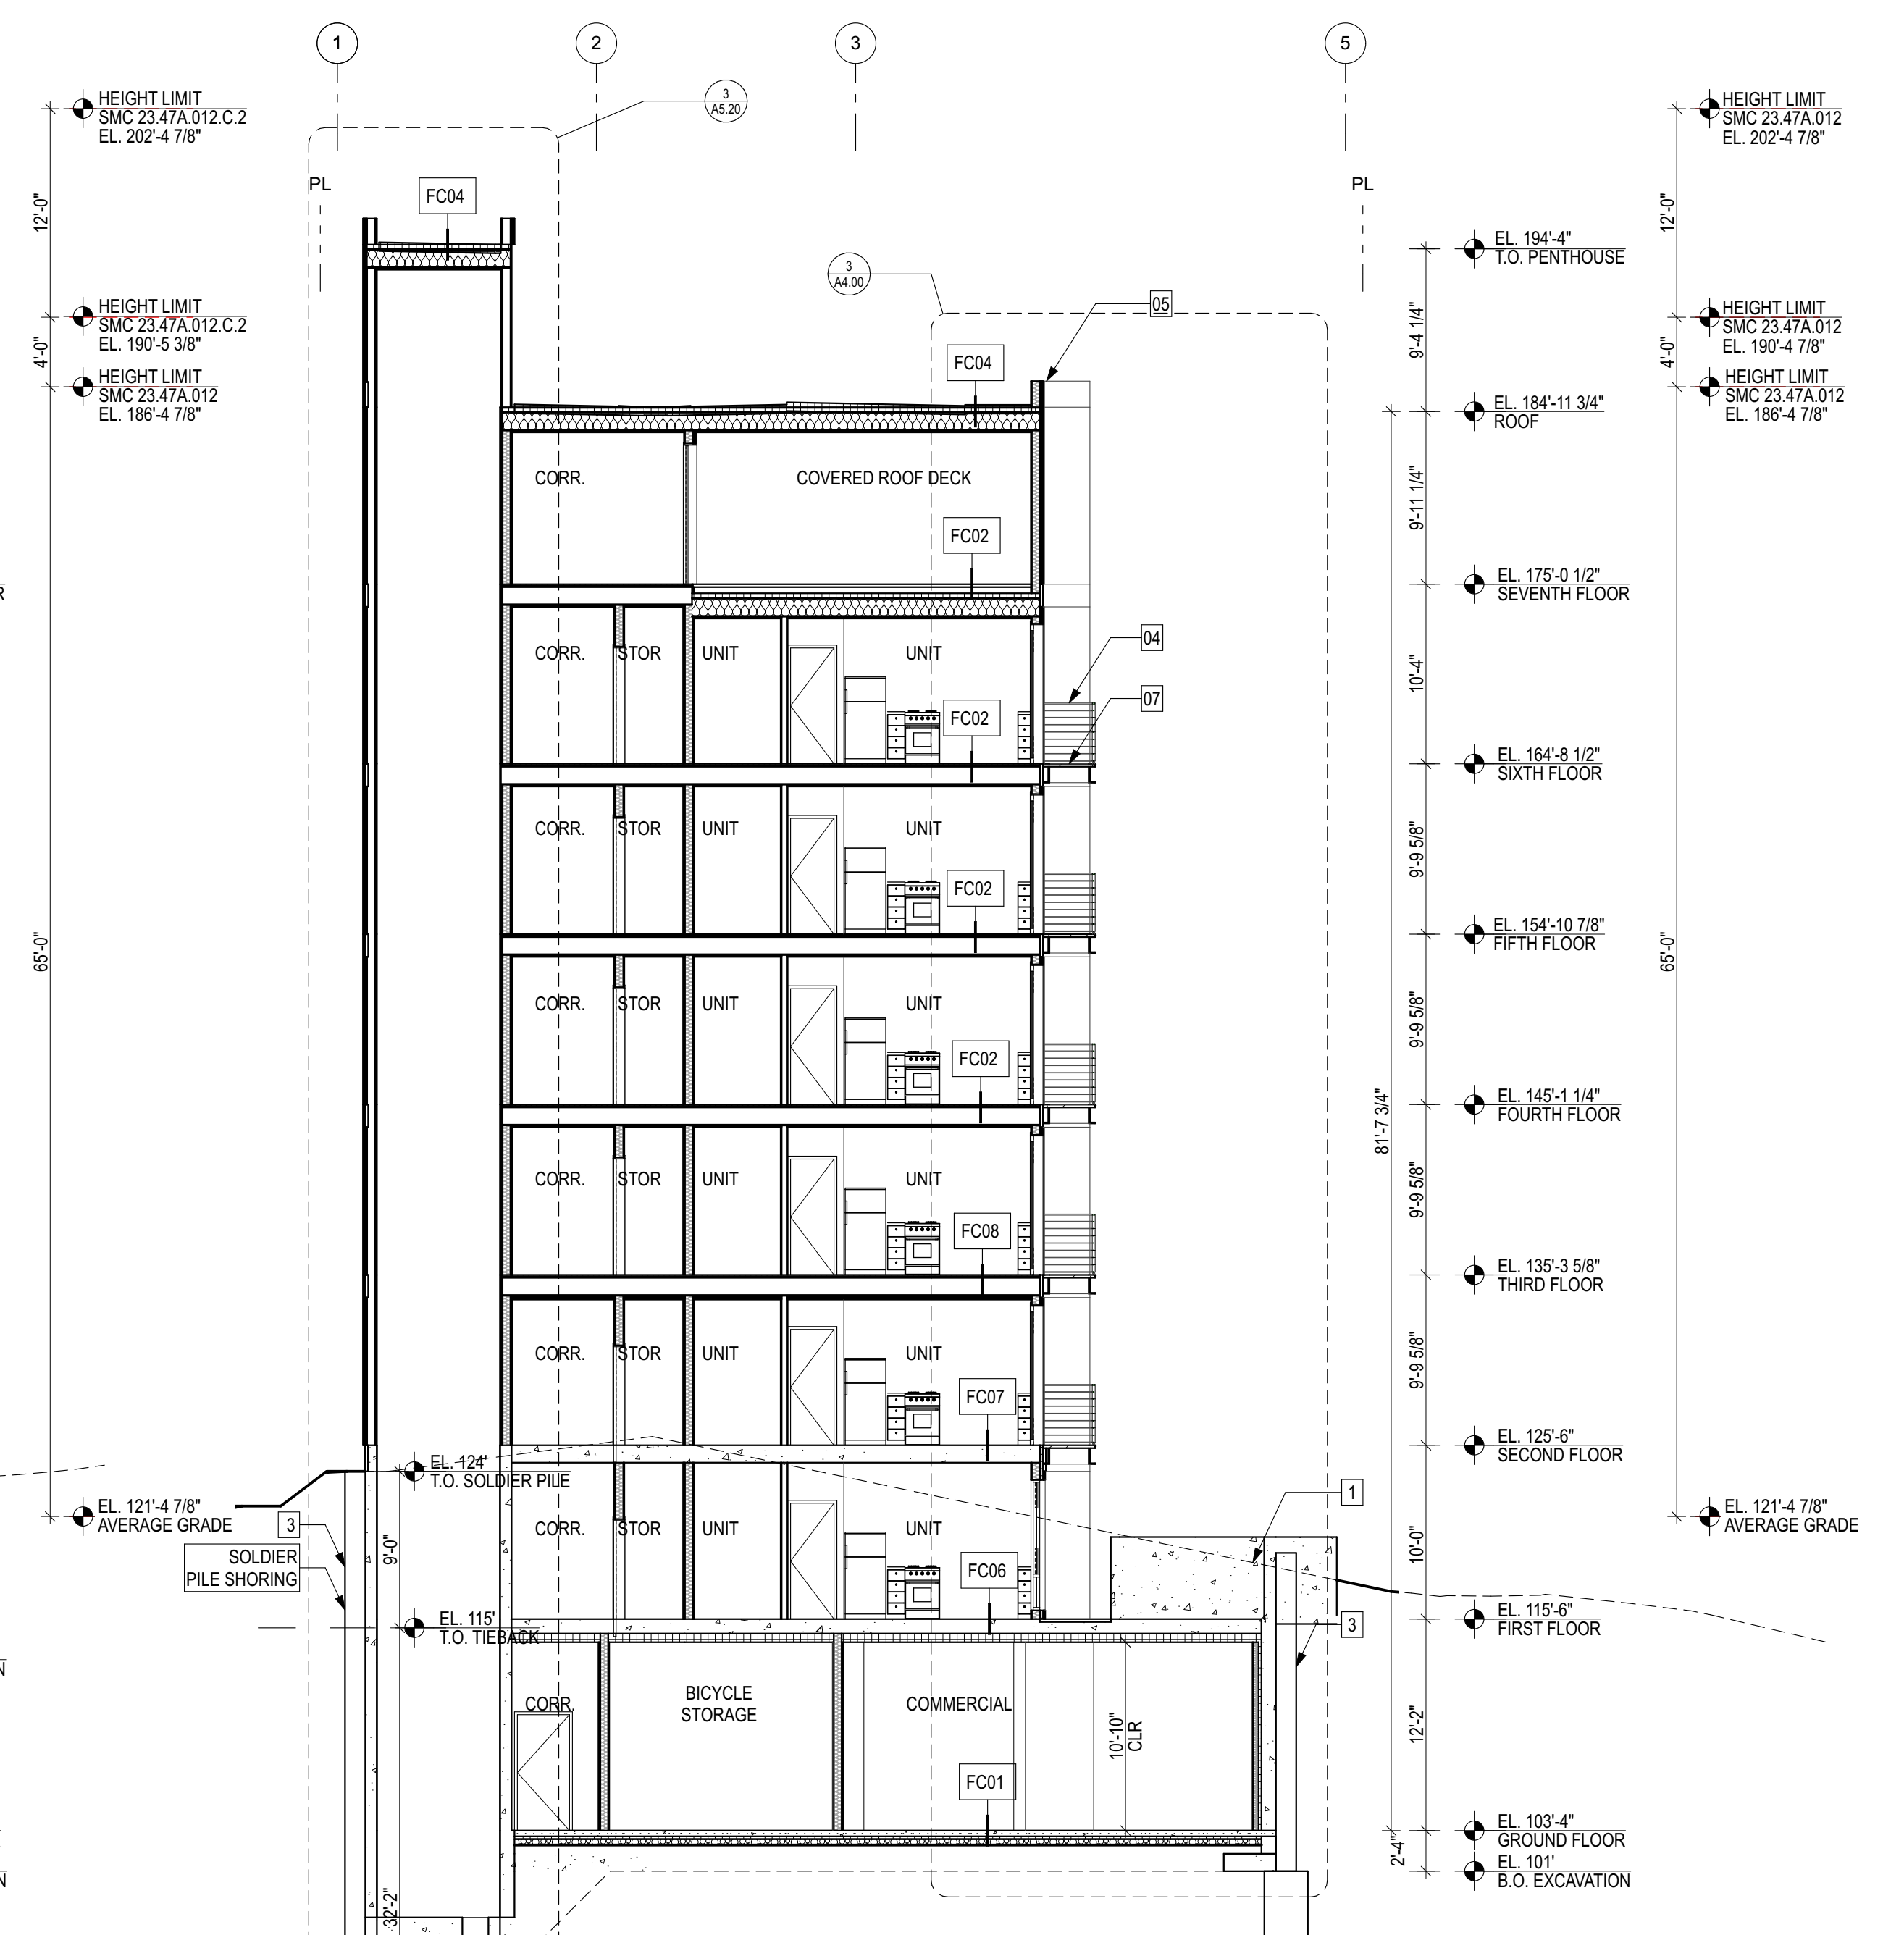 1
2
3
5
3
A5.20
HEIGHT LIMIT
SMC 23.47A.012.C.2
EL. 202'-4 7/8"
HEIGHT LIMIT
SMC 23.47A.012
EL. 202'-4 7/8"
PL
PL
FC04
12'-0"
12'-0"
EL. 194'-4"
T.O. PENTHOUSE
3
A4.00
05
HEIGHT LIMIT
SMC 23.47A.012.C.2
EL. 190'-5 3/8"
HEIGHT LIMIT
SMC 23.47A.012
EL. 190'-4 7/8"
4'-0"
9'-4 1/4"
4'-0"
FC04
HEIGHT LIMIT
SMC 23.47A.012
EL. 186'-4 7/8"
HEIGHT LIMIT
SMC 23.47A.012
EL. 186'-4 7/8"
EL. 184'-11 3/4"
ROOF
CORR.
COVERED ROOF DECK
9'-11 1/4"
FC02
EL. 175'-0 1/2"
SEVENTH FLOOR
R
04
CORR.
STOR
UNIT
UNIT
10'-4"
07
FC02
EL. 164'-8 1/2"
SIXTH FLOOR
CORR.
STOR
UNIT
UNIT
9'-9 5/8"
FC02
65'-0"
65'-0"
EL. 154'-10 7/8"
FIFTH FLOOR
CORR.
STOR
UNIT
UNIT
9'-9 5/8"
FC02
81'-7 3/4"
EL. 145'-1 1/4"
FOURTH FLOOR
CORR.
STOR
UNIT
UNIT
9'-9 5/8"
FC08
EL. 135'-3 5/8"
THIRD FLOOR
CORR.
STOR
UNIT
UNIT
9'-9 5/8"
FC07
EL. 125'-6"
SECOND FLOOR
EL. 124'
T.O. SOLDIER PILE
EL. 121'-4 7/8"
AVERAGE GRADE
EL. 121'-4 7/8"
AVERAGE GRADE
3
1
SOLDIER
PILE SHORING
9'-0"
CORR.
STOR
UNIT
UNIT
10'-0"
FC06
EL. 115'
T.O. TIEBACK
EL. 115'-6"
FIRST FLOOR
3
N
CORR.
BICYCLE
STORAGE
COMMERCIAL
10'-10"
CLR
12'-2"
FC01
EL. 103'-4"
GROUND FLOOR
2'-4"
EL. 101'
B.O. EXCAVATION
N
32'-2"